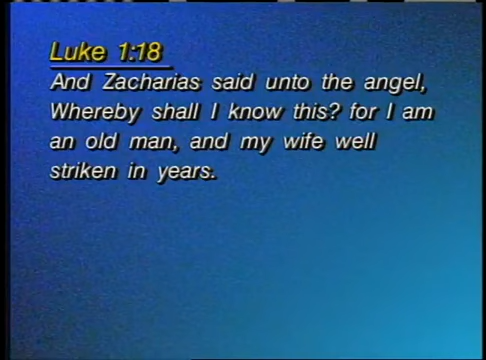 Luke 1:18
And Zacharias said unto the angel,
Whereby shall I know this? for I am
an old man, and my wife well
striken in years.